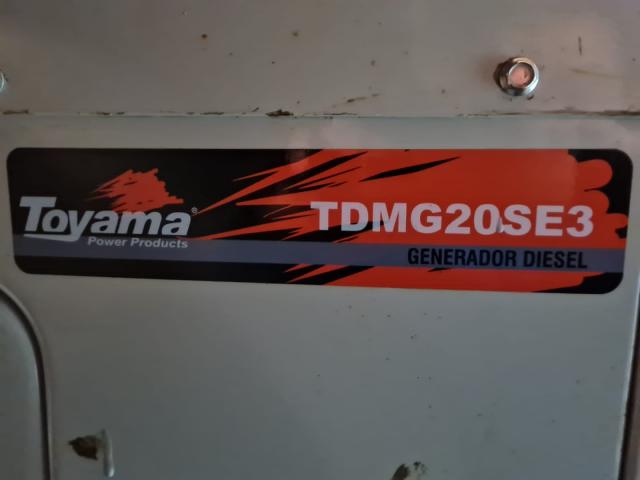 Toyama®
Power Products
TDMG20SE3
GENERADOR DIESEL